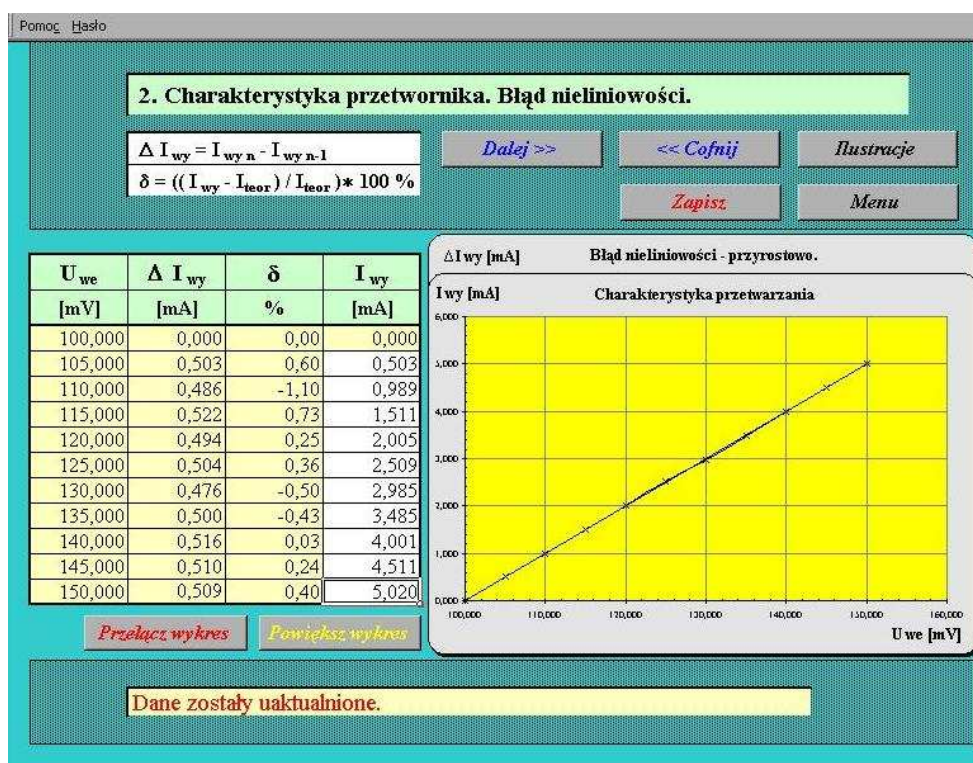 Pomoc Hasło
2. Charakterystyka przetwornika. Błąd nieliniowości.
Δ I wy = I wy n - I wy n-1
δ = (( I wy - I teor ) / I teor )* 100 %
Dalej >> << Cofnij Ilustracje
Zapisz Menu
U we Δ I wy δ I wy
[mV] [mA] % [mA]
100,000 0,000 0,00 0,000
105,000 0,503 0,60 0,503
110,000 0,486 -1,10 0,989
115,000 0,522 0,73 1,511
120,000 0,494 0,25 2,005
125,000 0,504 0,36 2,509
130,000 0,476 -0,50 2,985
135,000 0,500 -0,43 3,485
140,000 0,516 0,03 4,001
145,000 0,510 0,24 4,511
150,000 0,509 0,40 5,020
Przełącz wykres Powiększ wykres
ΔI wy [mA] Błąd nieliniowości - przyrostowo.
I wy [mA] Charakterystyka przetwarzania
6,000
5,000
4,000
3,000
2,000
1,000
0,000
100,000 110,000 120,000 130,000 140,000 150,000 160,000
U we [mV]
Dane zostały uaktualnione.